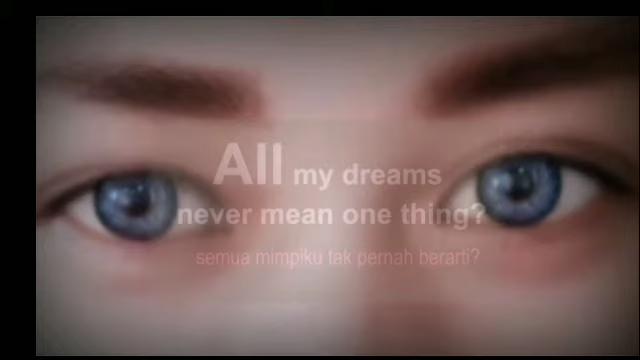 All my dreams
never mean one thing?
semua mimpiku tak pernah berarti?